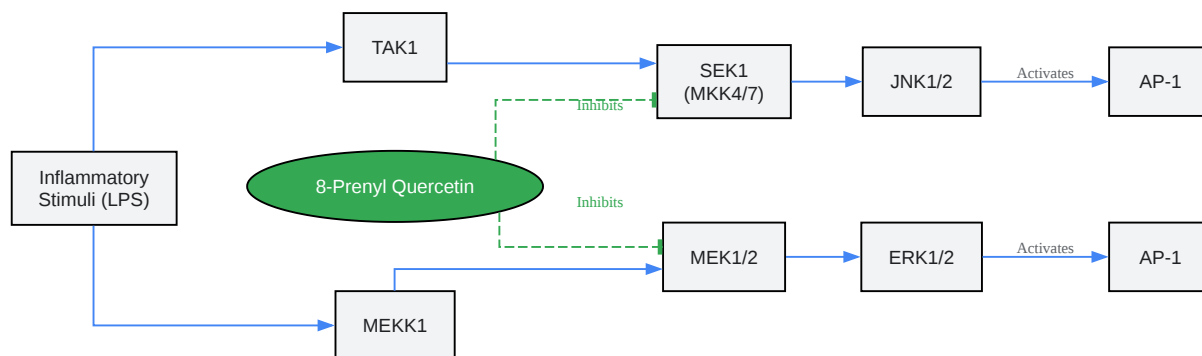 TAK1
SEK1
(MKK4/7)
JNK1/2
Activates
AP-1
Inhibits
Inflammatory
Stimuli (LPS)
8-Prenyl Quercetin
Inhibits
MEK1/2
ERK1/2
Activates
AP-1
MEKK1